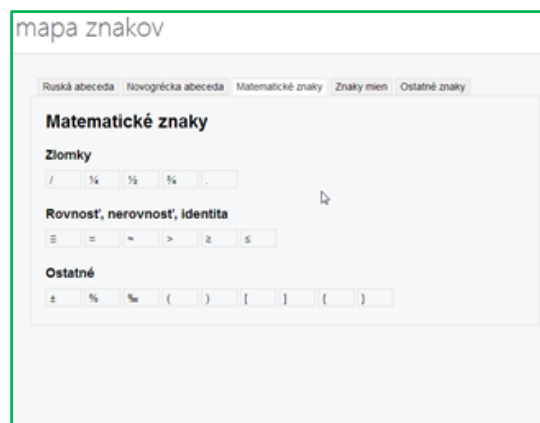 mapa znakov
Ruská abeceda Novogrécka abeceda Matematické znaky Znaky mien Ostatné znaky
Matematické znaky
Zlomky
/ ¼ ½ ¾ .
Rovnosť, nerovnosť, identita
Ξ = ~ > ≥ ≤
Ostatné
± % ‰ ( ) [ ] { }